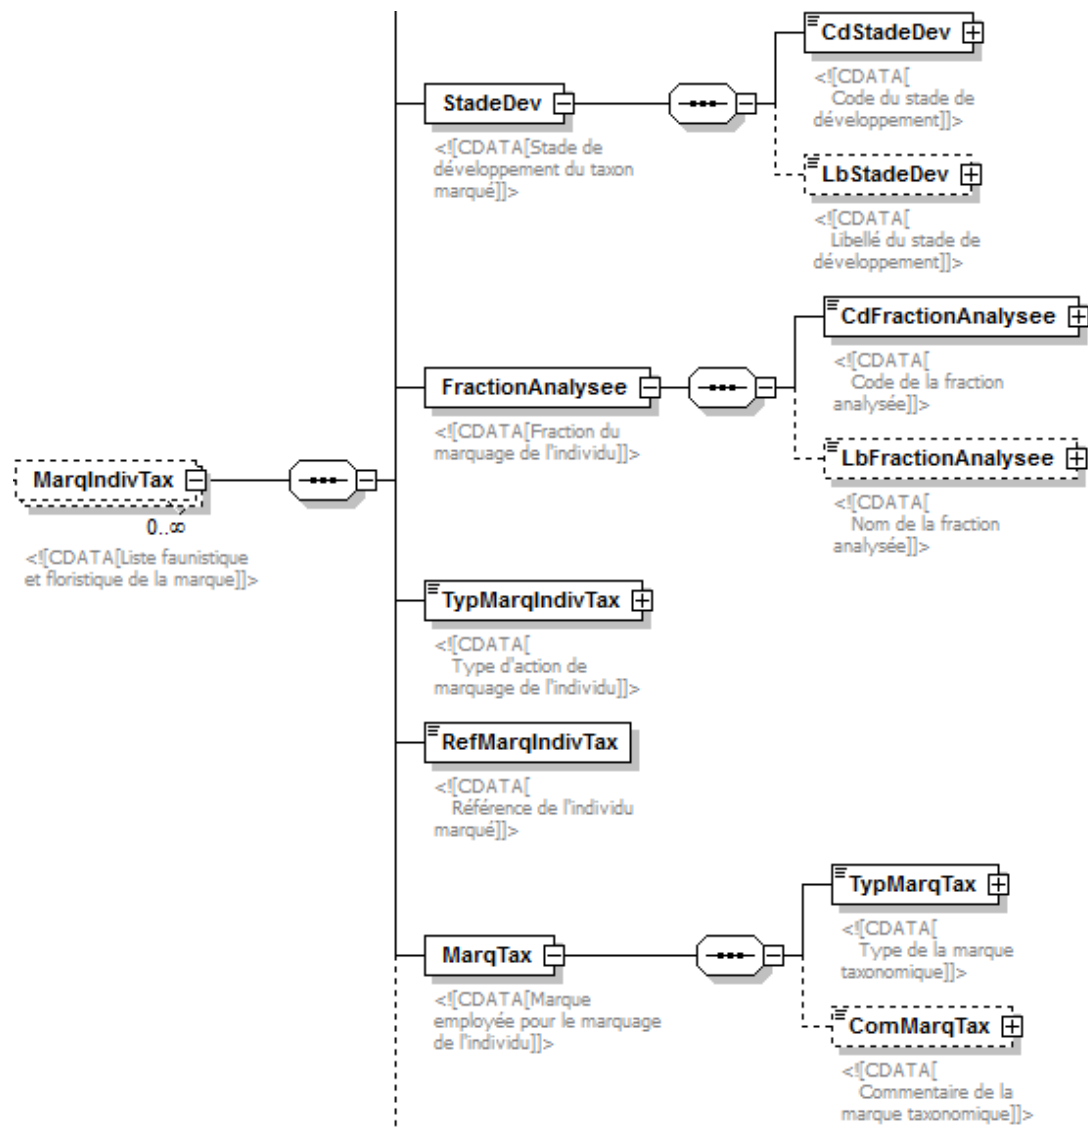 MarqIndivTax
0..∞
<![CDATA[Liste faunistique
et floristique de la marque]]>
StadeDev
<![CDATA[Stade de
développement du taxon
marqué]]>
CdStadeDev
<![CDATA[
Code du stade de
développement]]>
LbStadeDev
<![CDATA[
Libellé du stade de
développement]]>
FractionAnalysee
<![CDATA[Fraction du
marquage de l'individu]]>
CdFractionAnalysee
<![CDATA[
Code de la fraction
analysée]]>
LbFractionAnalysee
<![CDATA[
Nom de la fraction
analysée]]>
TypMarqIndivTax
<![CDATA[
Type d'action de
marquage de l'individu]]>
RefMarqIndivTax
<![CDATA[
Référence de l'individu
marqué]]>
MarqTax
<![CDATA[Marque
employée pour le marquage
de l'individu]]>
TypMarqTax
<![CDATA[
Type de la marque
taxonomique]]>
ComMarqTax
<![CDATA[
Commentaire de la
marque taxonomique]]>